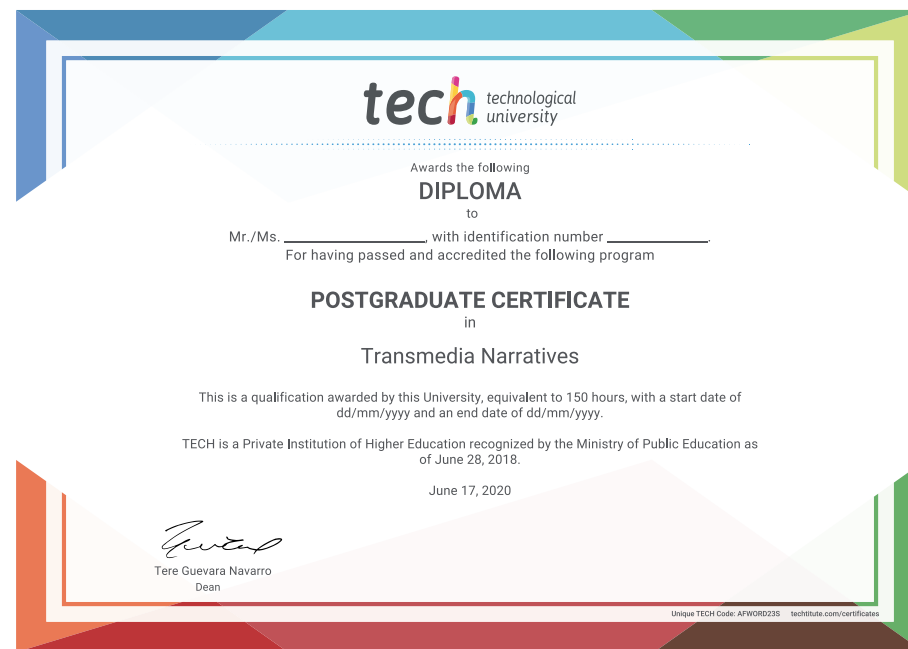 tech technological
university
Awards the following
DIPLOMA
to
Mr./Ms. ____________________, with identification number ______________.
For having passed and accredited the following program
POSTGRADUATE CERTIFICATE
in
Transmedia Narratives
This is a qualification awarded by this University, equivalent to 150 hours, with a start date of
dd/mm/yyyy and an end date of dd/mm/yyyy.
TECH is a Private Institution of Higher Education recognized by the Ministry of Public Education as
of June 28, 2018.
June 17, 2020
Tere Guevara Navarro
Dean
Unique TECH Code: AFWORD23S techtitute.com/certificates